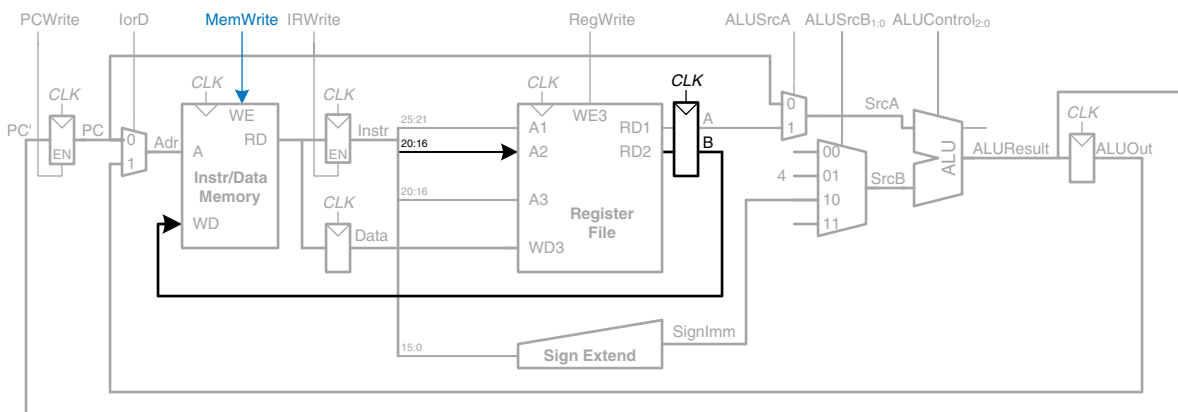 PCWrite IorD MemWrite IRWrite RegWrite ALUSrcA ALUSrcB1:0 ALUControl2:0
CLK CLK CLK CLK CLK CLK
PC' PC Adr Instr A B SrcA SrcB ALUResult ALUOut
EN
0
1
WE
A RD
Instr/Data
Memory
WD
EN
25:21
20:16
20:16
15:0
CLK
Data
WE3
A1 RD1
A2 RD2
A3
Register
File
WD3
0
1
00
4 01
10
11
ALU
SignImm
Sign Extend